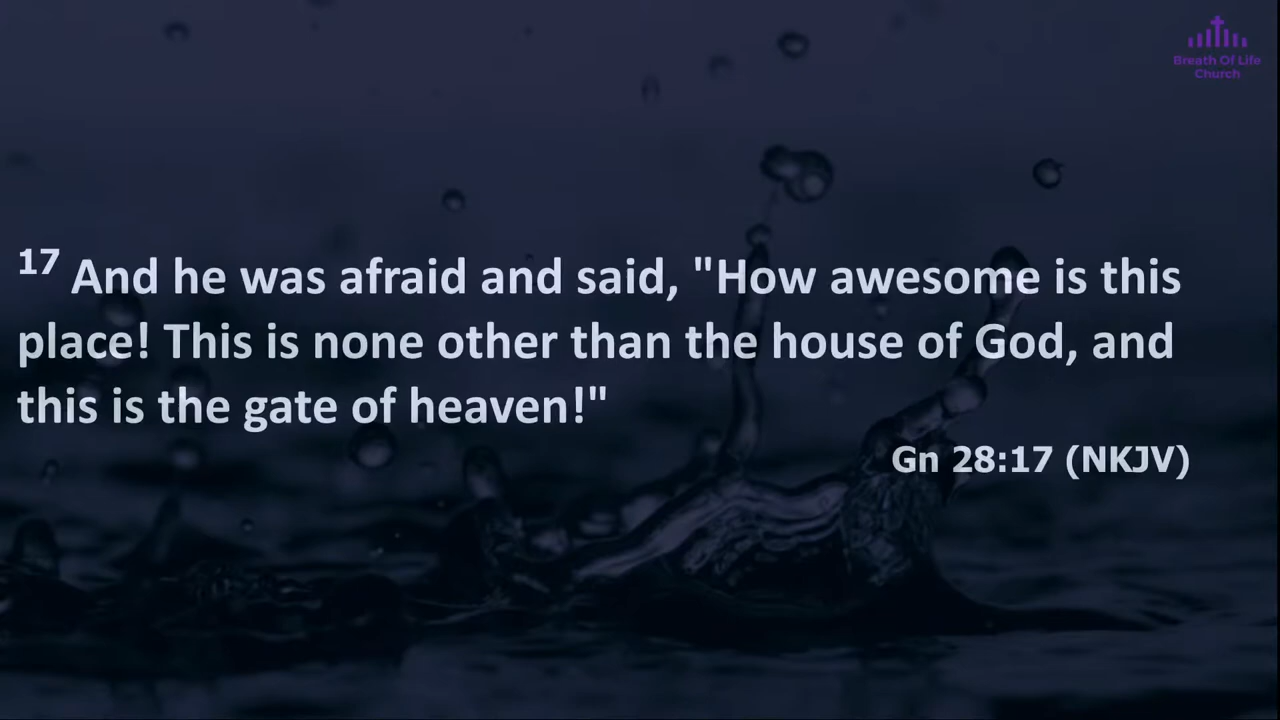 Breath Of Life
Church
17 And he was afraid and said, "How awesome is this
place! This is none other than the house of God, and
this is the gate of heaven!"
Gn 28:17 (NKJV)